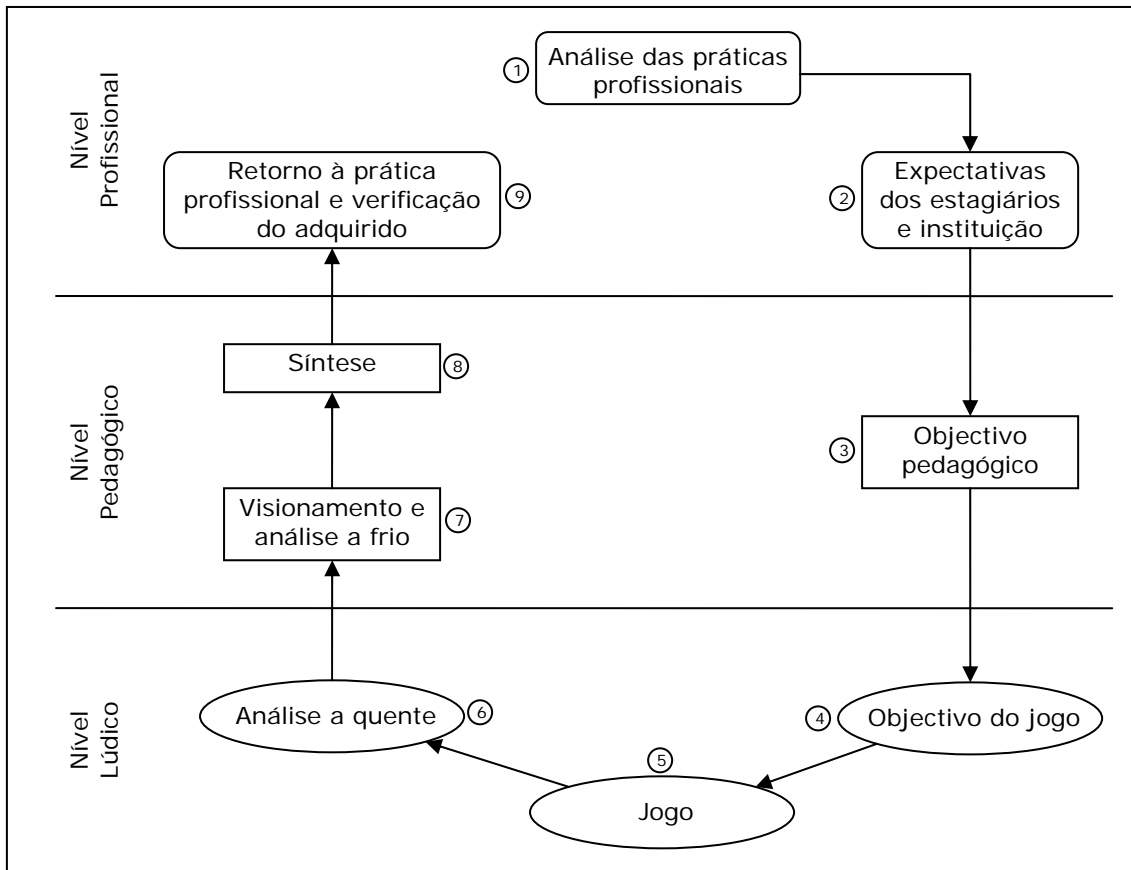 Nível
Profissional
1
Análise das práticas
profissionais
2
Expectativas
dos estagiários
e instituição
Retorno à prática
profissional e verificação
do adquirido
9
Nível
Pedagógico
Síntese
8
3
Objectivo
pedagógico
Visionamento e
análise a frio
7
Nível
Lúdico
Análise a quente
6
4
Objectivo do jogo
5
Jogo